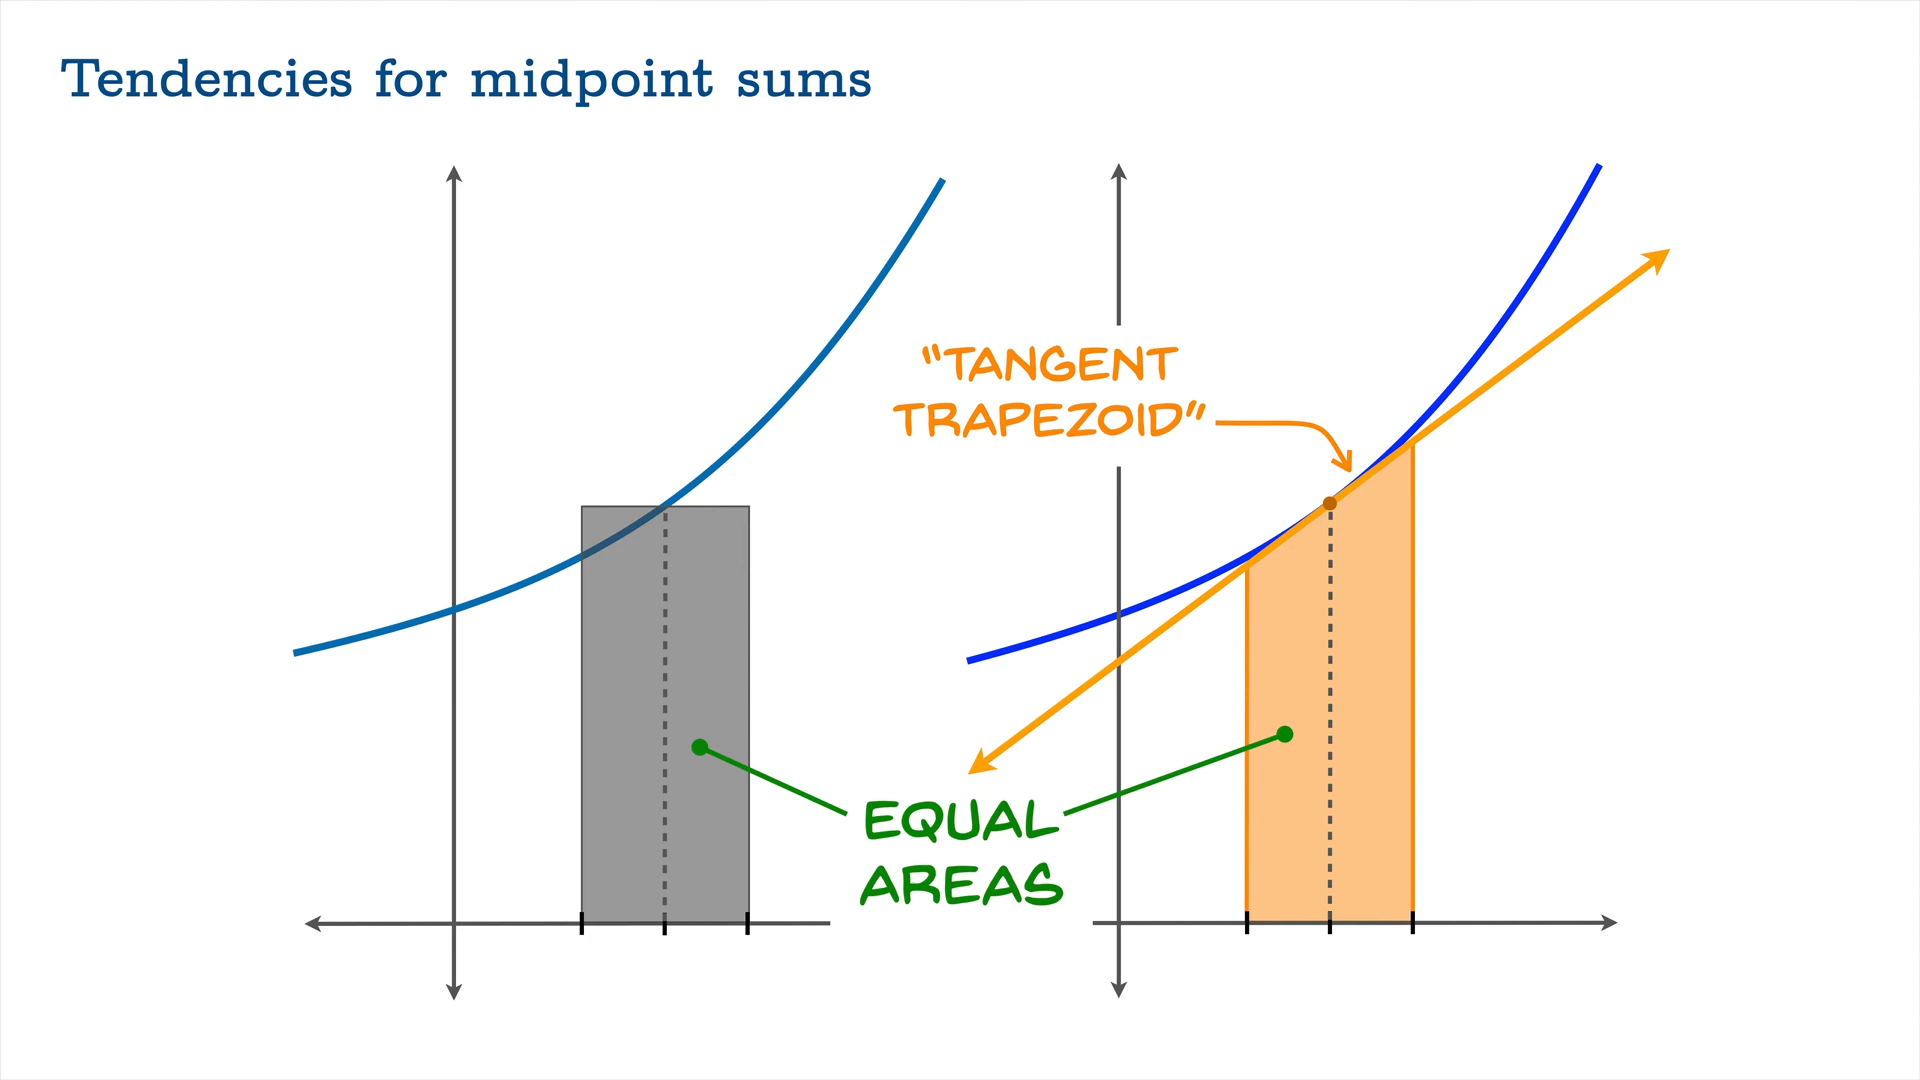 Tendencies for midpoint sums
“TANGENT
TRAPEZOID”
EQUAL
AREAS